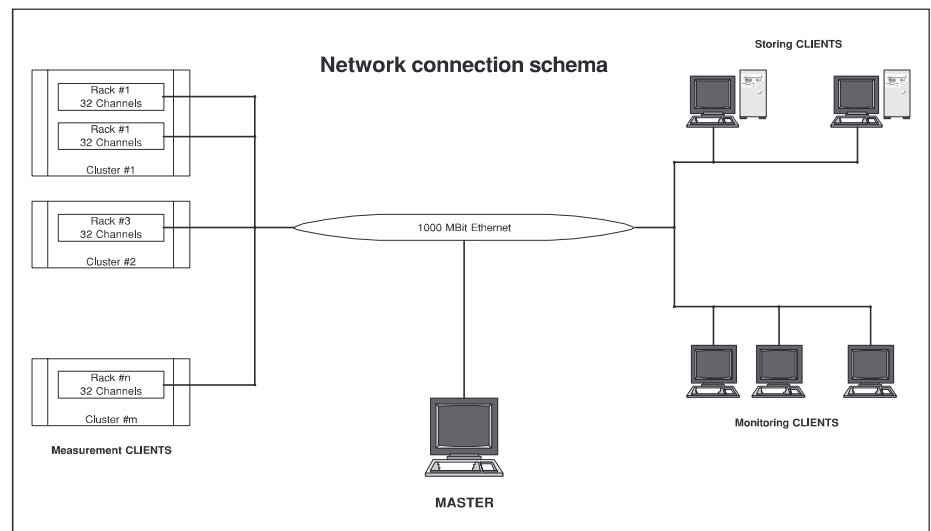 Network connection schema
Rack #1
32 Channels
Rack #1
32 Channels
Cluster #1
Rack #3
32 Channels
Cluster #2
Rack #n
32 Channels
Cluster #m
Measurement CLIENTS
1000 MBit Ethernet
MASTER
Storing CLIENTS
Monitoring CLIENTS